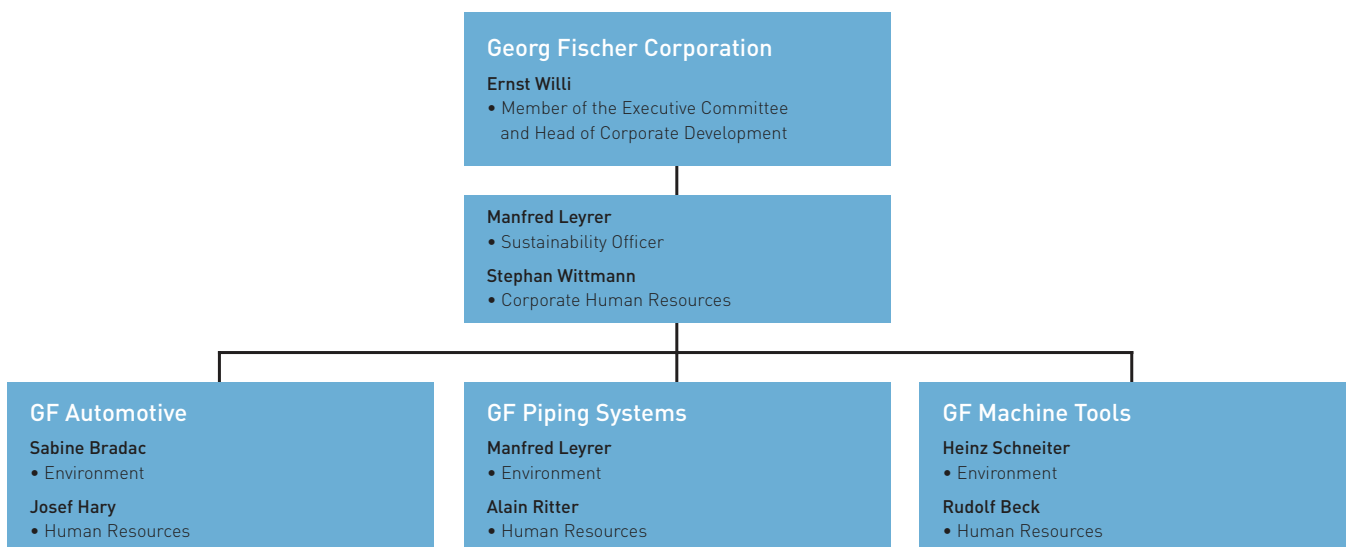 Georg Fischer Corporation
Ernst Willi
• Member of the Executive Committee
and Head of Corporate Development
Manfred Leyrer
• Sustainability Officer
Stephan Wittmann
• Corporate Human Resources
GF Automotive
Sabine Bradac
• Environment
Josef Hary
• Human Resources
GF Piping Systems
Manfred Leyrer
• Environment
Alain Ritter
• Human Resources
GF Machine Tools
Heinz Schneiter
• Environment
Rudolf Beck
• Human Resources